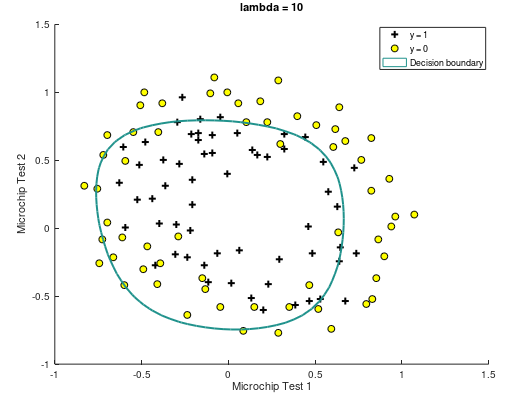 lambda = 10
1.5
y = 1
y = 0
Decision boundary
1
0.5
Microchip Test 2
0
-0.5
-1
-1
-0.5
0
0.5
1
1.5
Microchip Test 1